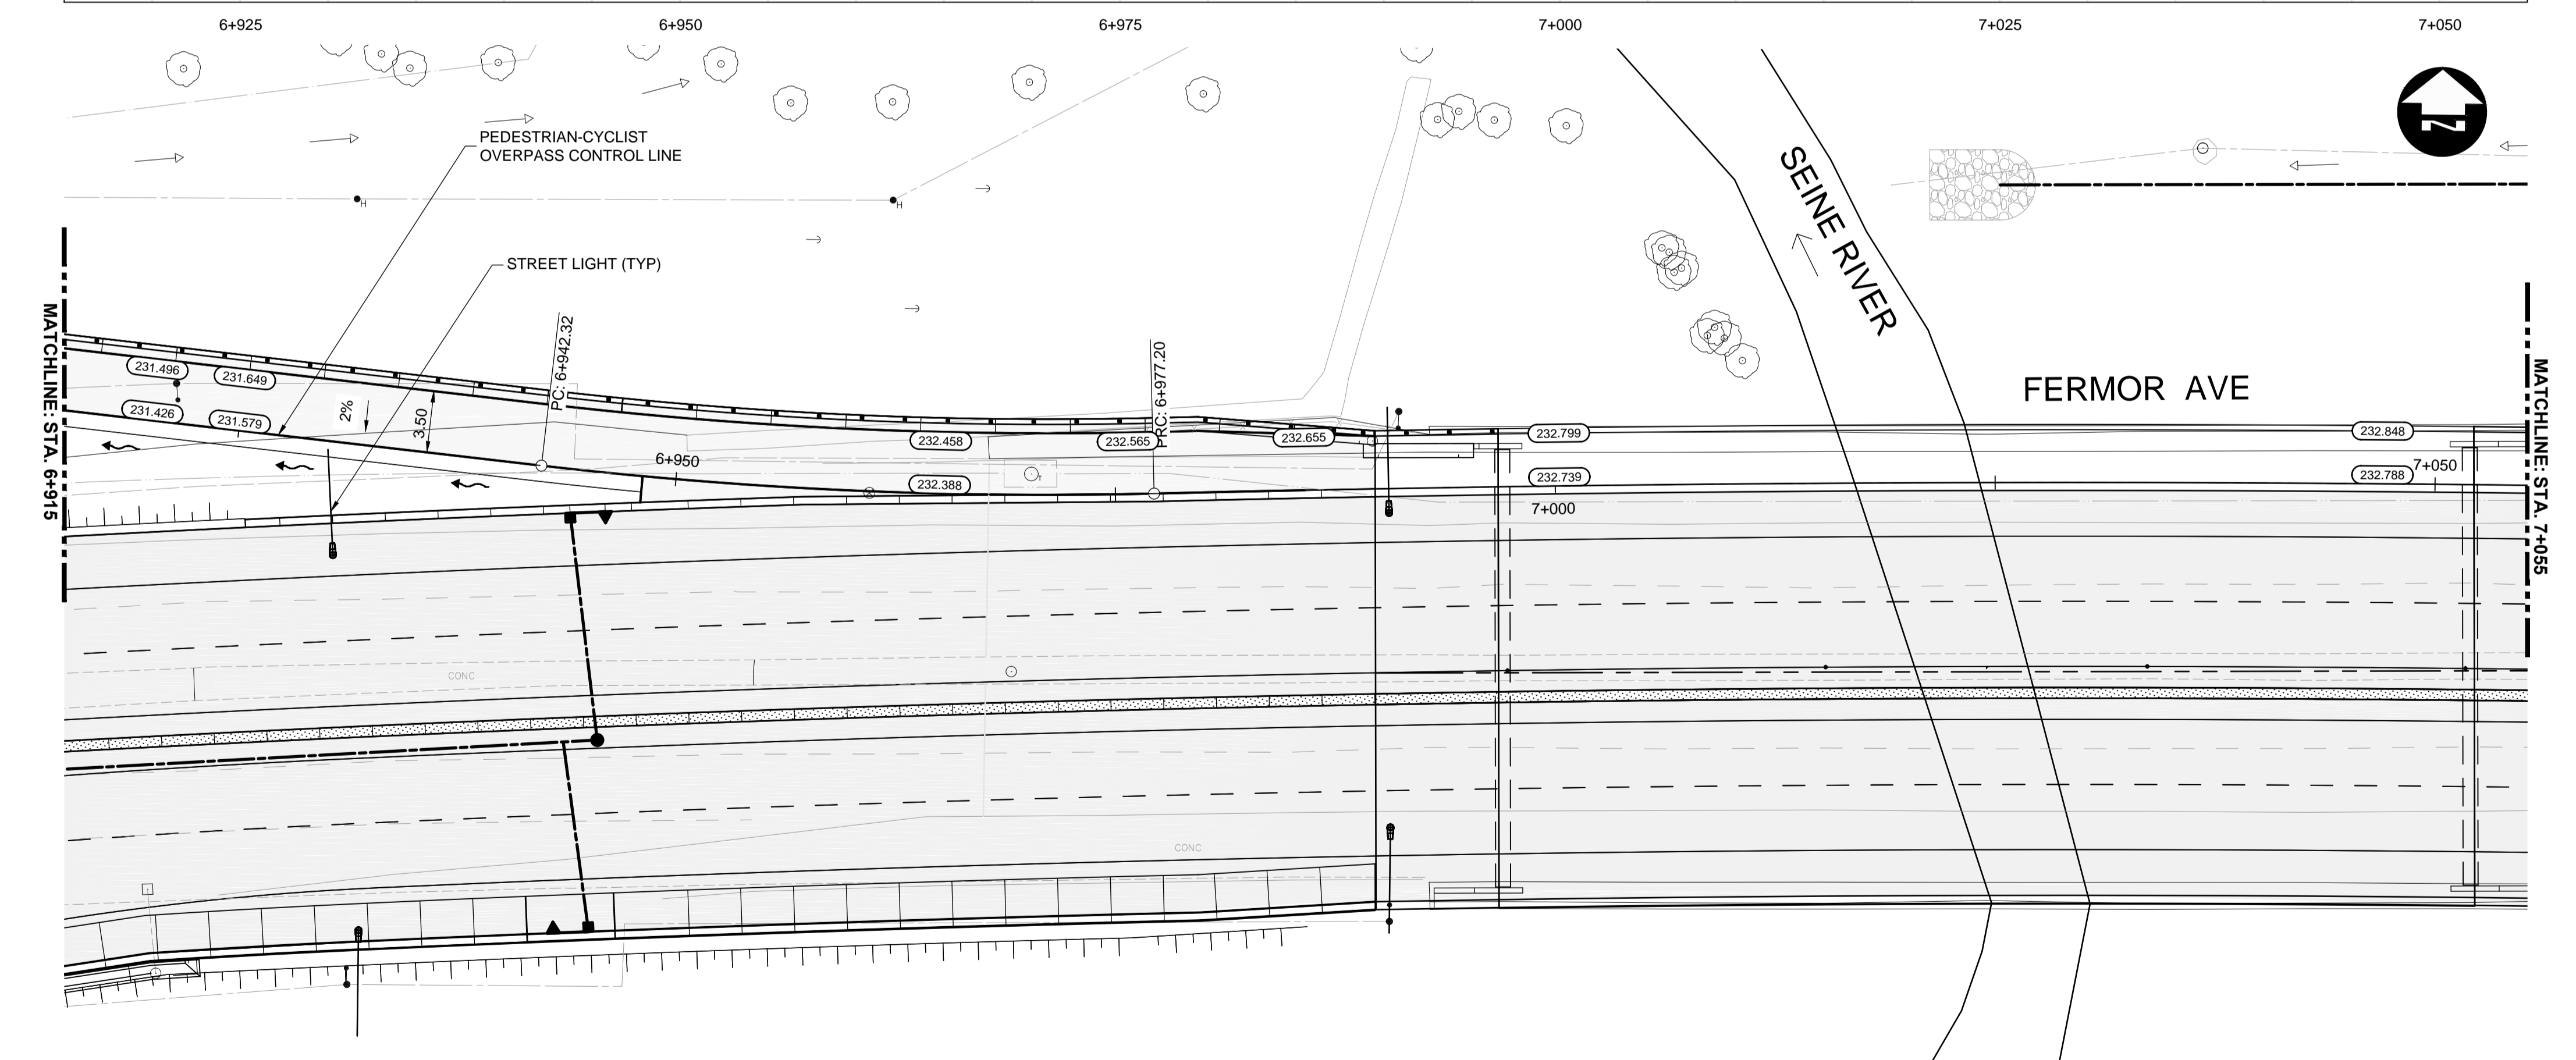 6+925 6+950 6+975 7+000 7+025 7+050
PEDESTRIAN-CYCLIST
OVERPASS CONTROL LINE
N
SEINE RIVER
H H
STREET LIGHT (TYP)
MATCHLINE: STA. 6+915
PC: 6+942.32
PRC: 6+977.20
FERMOR AVE
MATCHLINE: STA. 7+055
231.496 231.649
231.426 231.579
2%
3.50
6+950
232.458 232.565 232.655 232.799 232.848
232.388 232.739 232.788
7+050
T
7+000
CONC
CONC